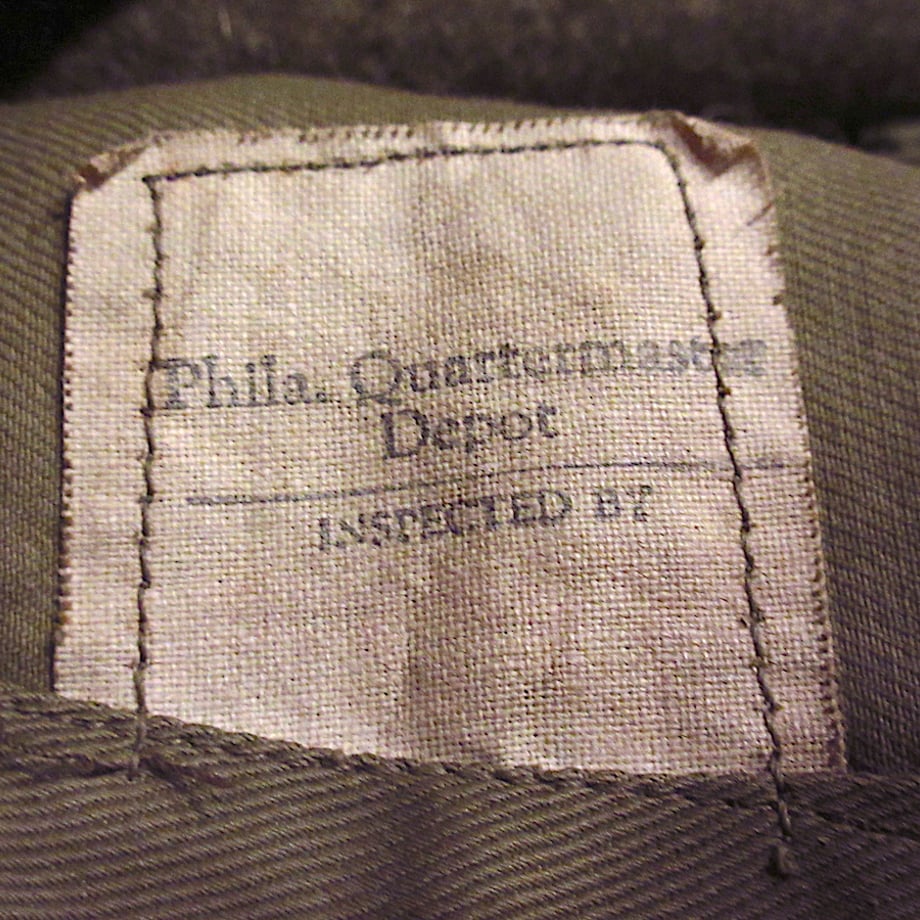 Phila. Quartermaster
Depot
INSPECTED BY